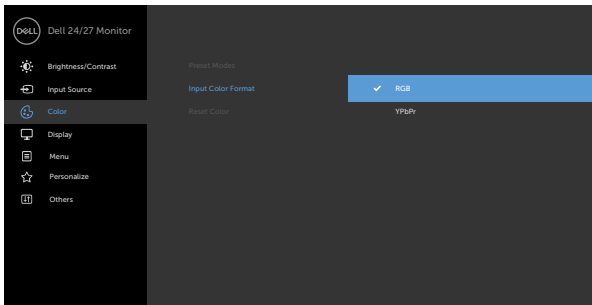 DELL Dell 24/27 Monitor
Brightness/Contrast Preset Modes
Input Source Input Color Format RGB
Color Reset Color YPbPr
Display
Menu
Personalize
Others